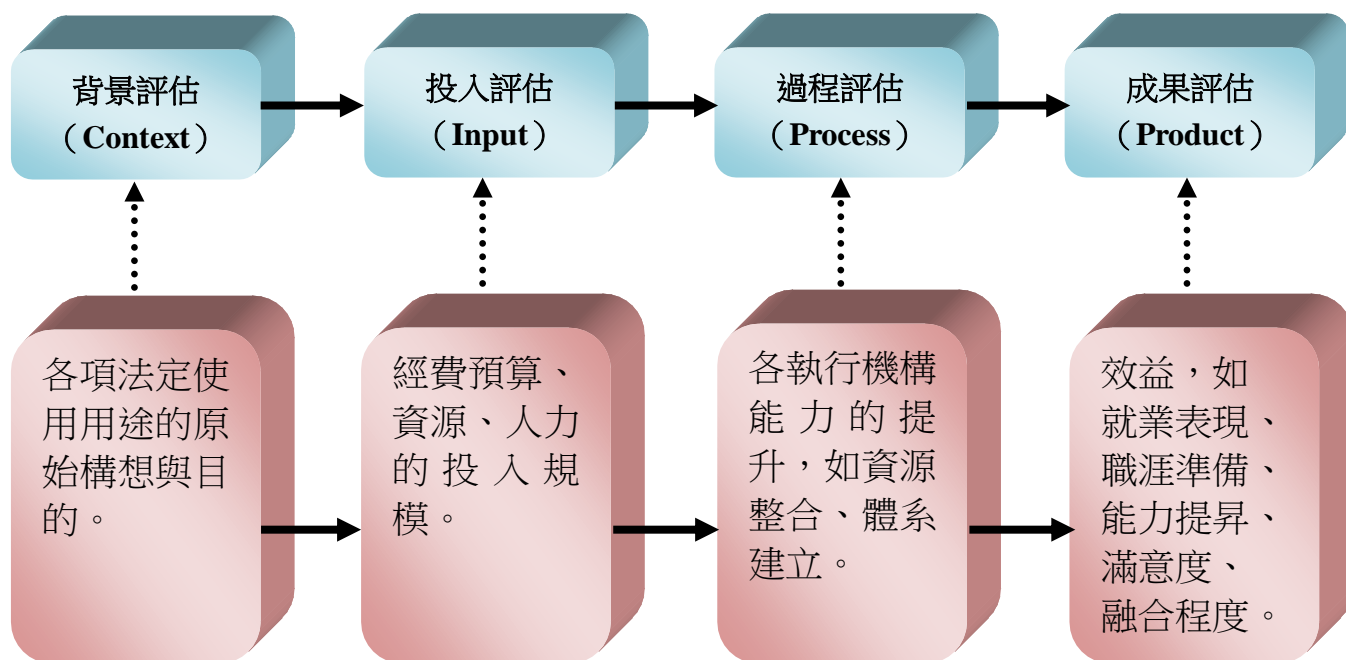 背景評估
（Context）
投入評估
（Input）
過程評估
（Process）
成果評估
（Product）
各項法定使
用用途的原
始構想與目
的。
經費預算、
資源、人力
的投入規
模。
各執行機構
能力的提
升，如資源
整合、體系
建立。
效益，如
就業表現、
職涯準備、
能力提昇、
滿意度、
融合程度。